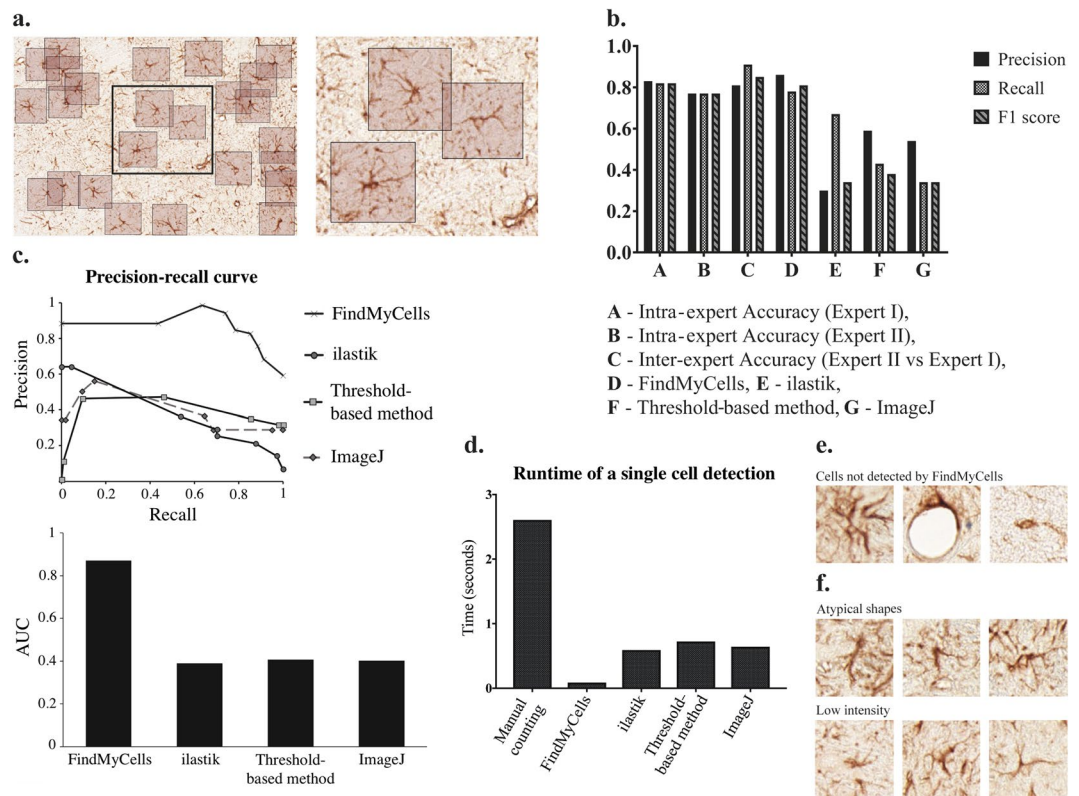 a.
b.
1.0
0.8
0.6
0.4
0.2
0.0
A B C D E F G
Precision
Recall
F1 score
A - Intra-expert Accuracy (Expert I),
B - Intra-expert Accuracy (Expert II),
C - Inter-expert Accuracy (Expert II vs Expert I),
D - FindMyCells, E - ilastik,
F - Threshold-based method, G - ImageJ
c.
Precision-recall curve
1
0.8
0.6
0.4
0.2
Precision
0 0.2 0.4 0.6 0.8 1
Recall
FindMyCells
ilastik
Threshold-
based method
ImageJ
1
0.8
0.6
0.4
0.2
0
AUC
FindMyCells ilastik Threshold-
based method ImageJ
d.
Runtime of a single cell detection
3
2
1
0
Time (seconds)
Manual
counting
FindMyCells
ilastik
Threshold-
based method
ImageJ
e.
Cells not detected by FindMyCells
f.
Atypical shapes
Low intensity